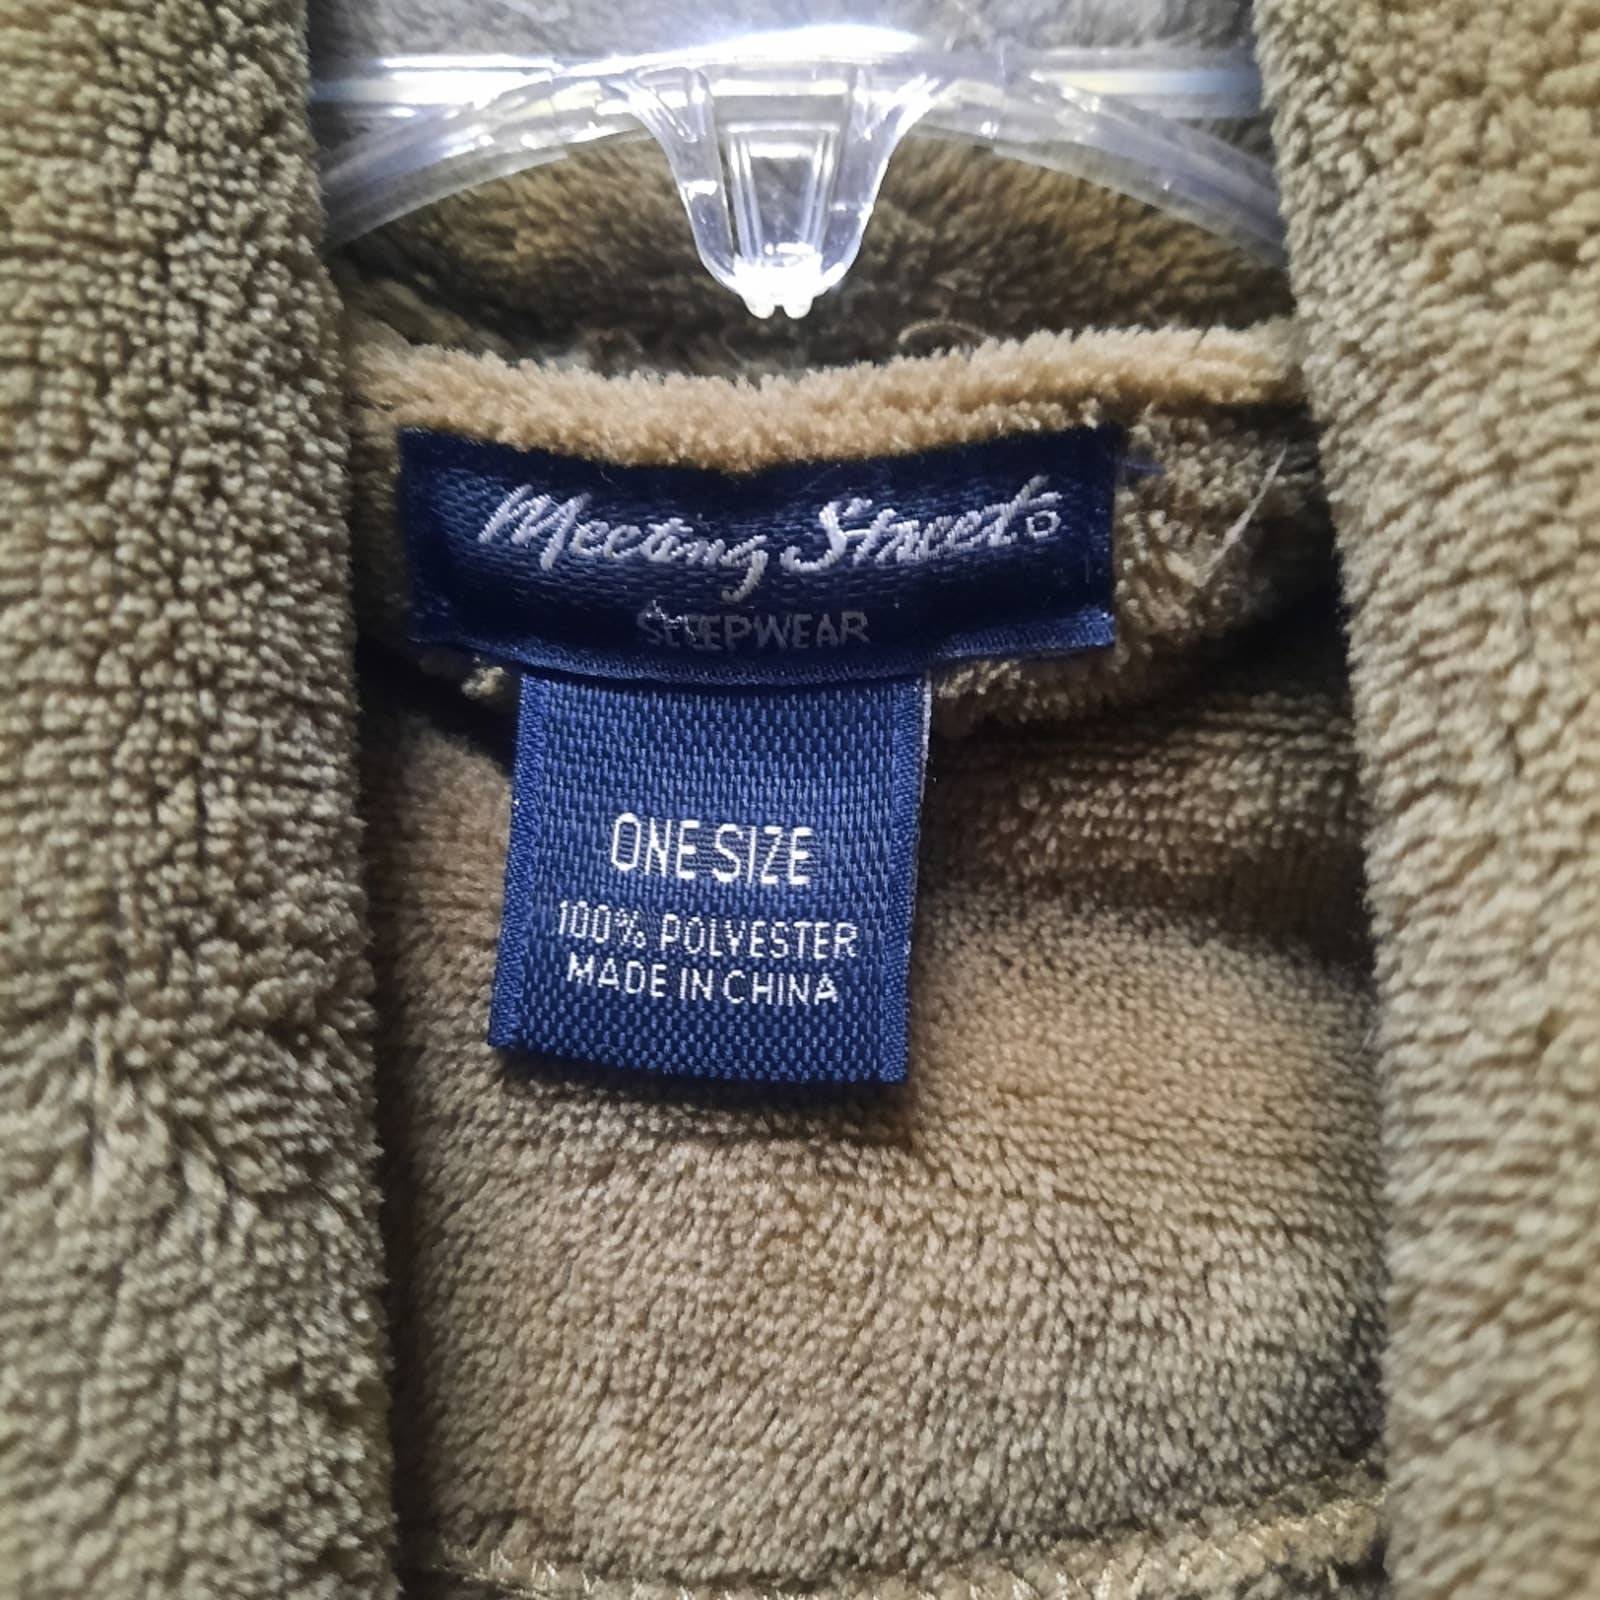 Meeting Street®
SLEEPWEAR
ONE SIZE
100% POLYESTER
MADE IN CHINA